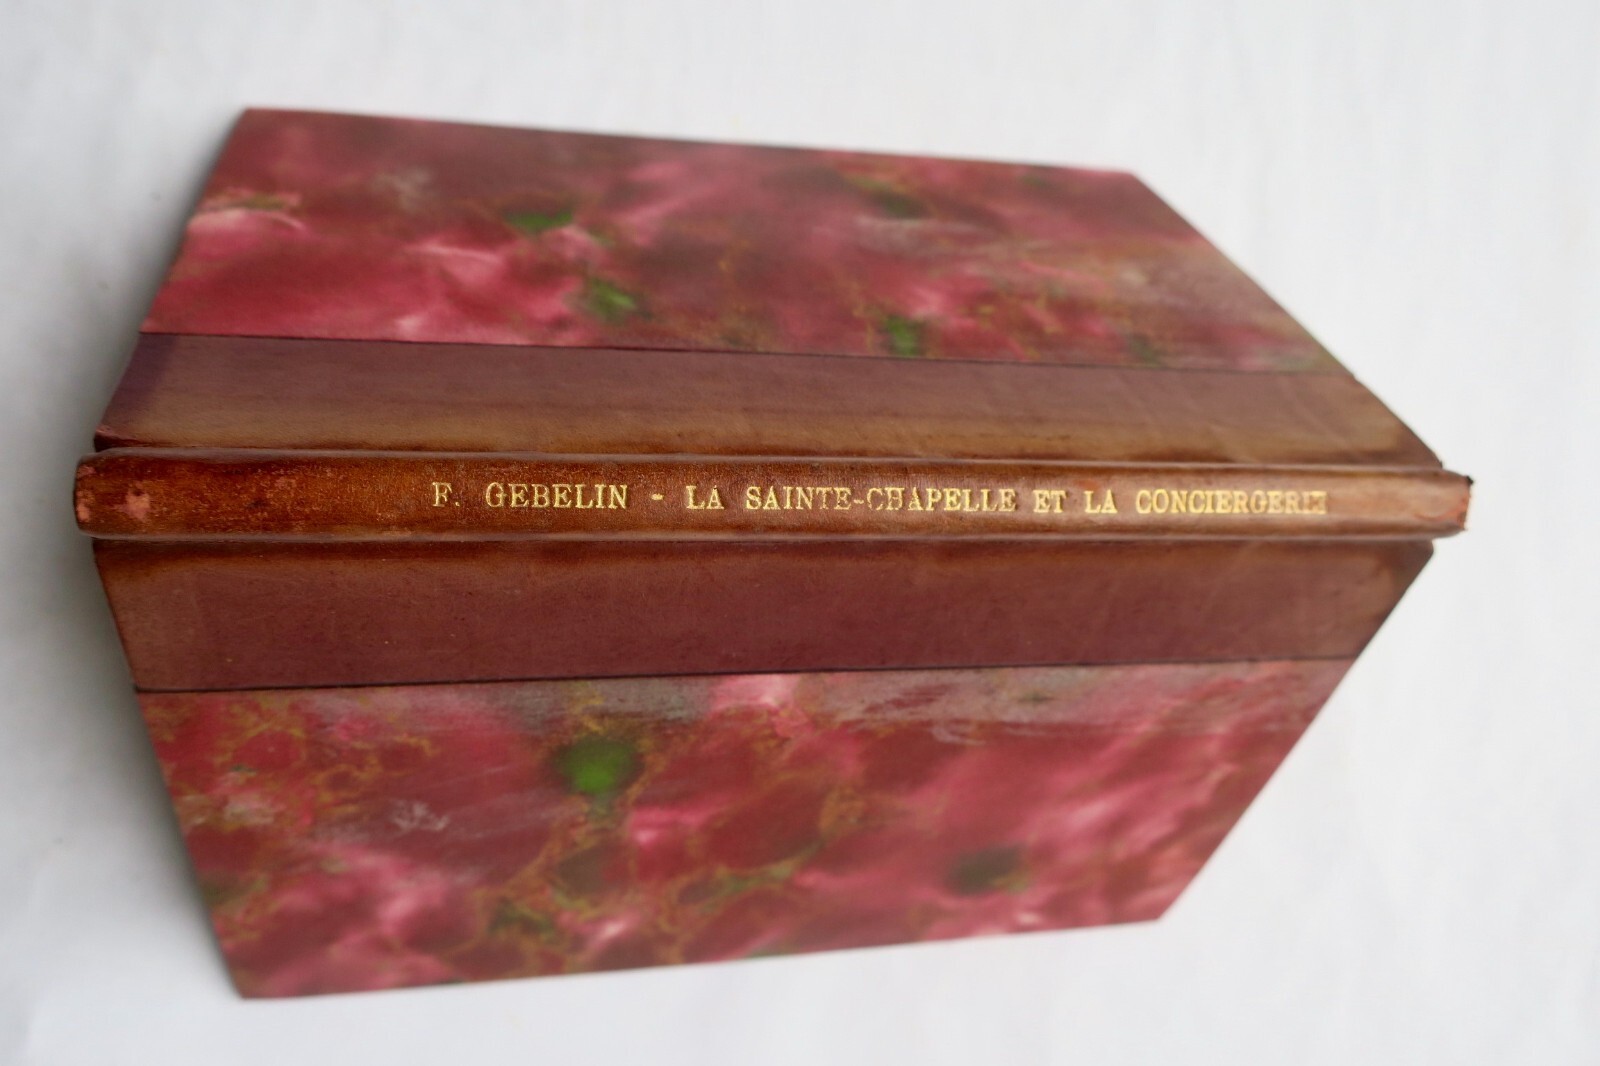 F. GEBELIN - LA SAINTE-CHAPELLE ET LA CONCIERGERIE